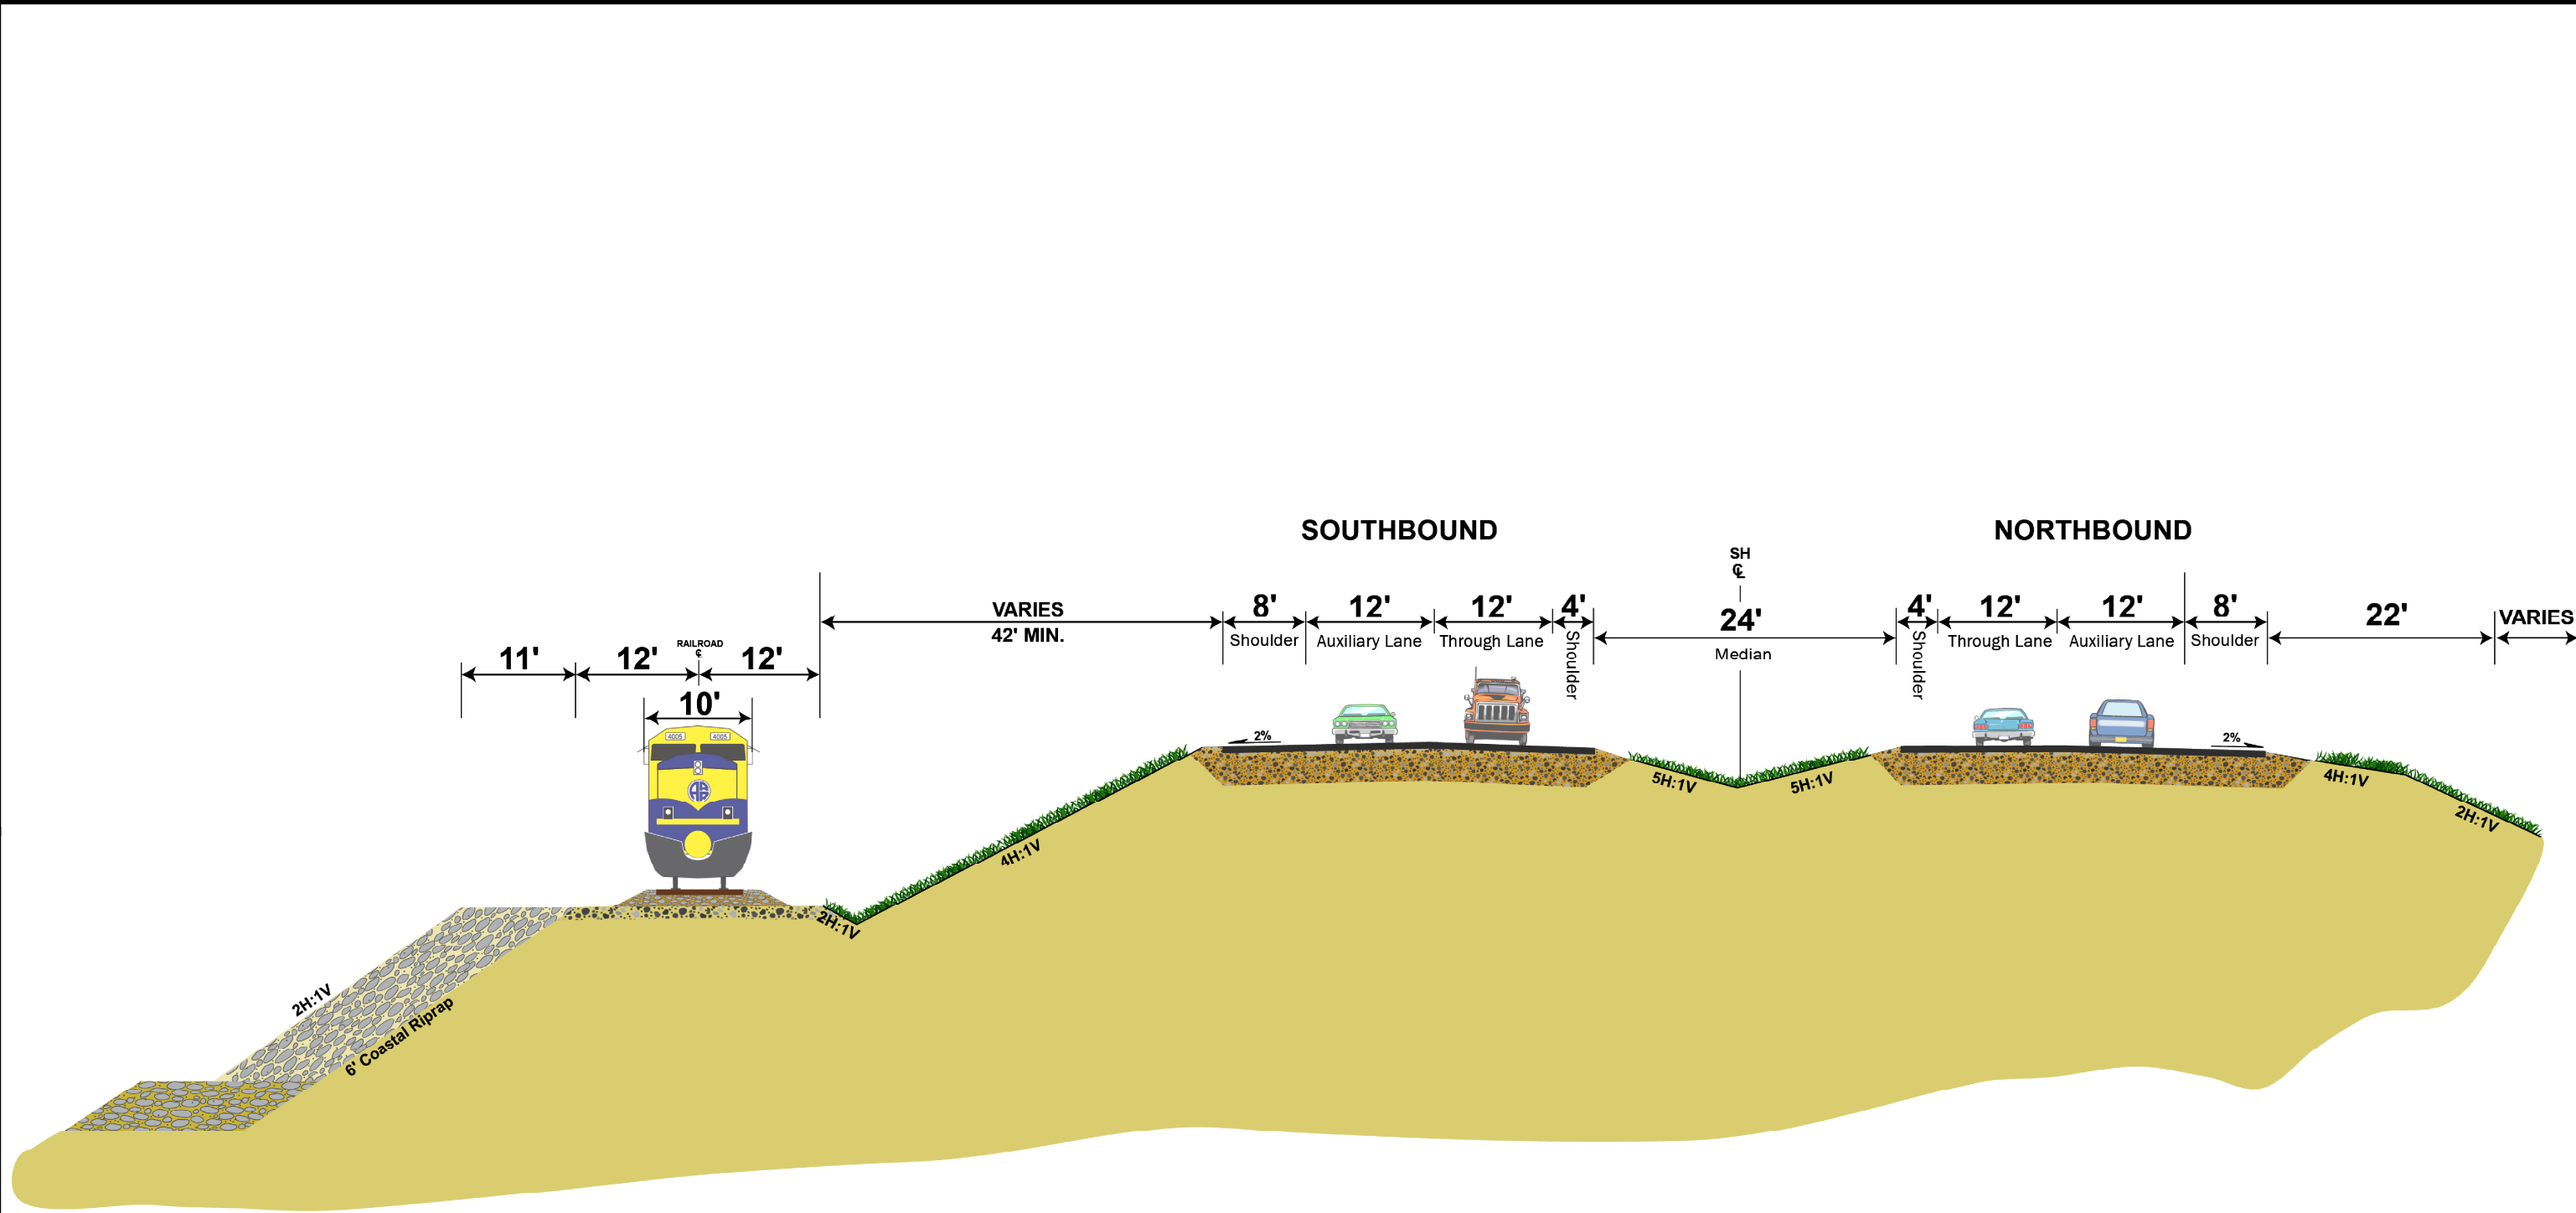 SOUTHBOUND
NORTHBOUND
SH
℄
VARIES
42' MIN.
8'
Shoulder
12'
Auxiliary Lane
12'
Through Lane
4'
Shoulder
24'
Median
4'
Shoulder
12'
Through Lane
12'
Auxiliary Lane
8'
Shoulder
22'
VARIES
11'
12'
RAILROAD
℄
12'
10'
4005
4005
2%
2%
2H:1V
4H:1V
5H:1V
5H:1V
4H:1V
2H:1V
2H:1V
6' Coastal Riprap